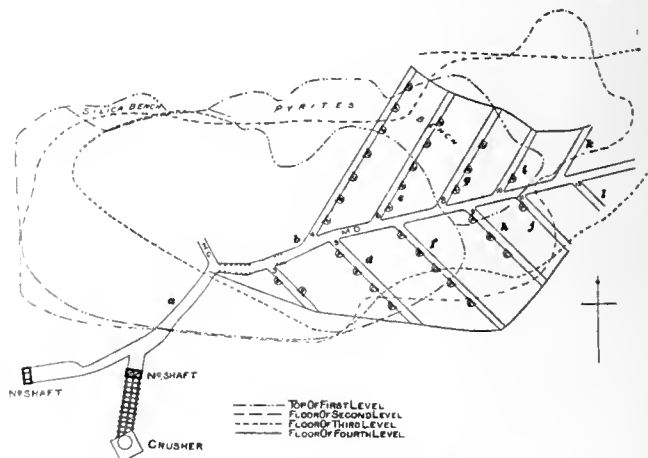 SILICA BENCH
PYRITES
BENCH
k
i
g
e
l
b
M.D.
j
h
f
d
H.G.
a
No SHAFT
No SHAFT
CRUSHER
TOP OF FIRST LEVEL
FLOOR OF SECOND LEVEL
FLOOR OF THIRD LEVEL
FLOOR OF FOURTH LEVEL